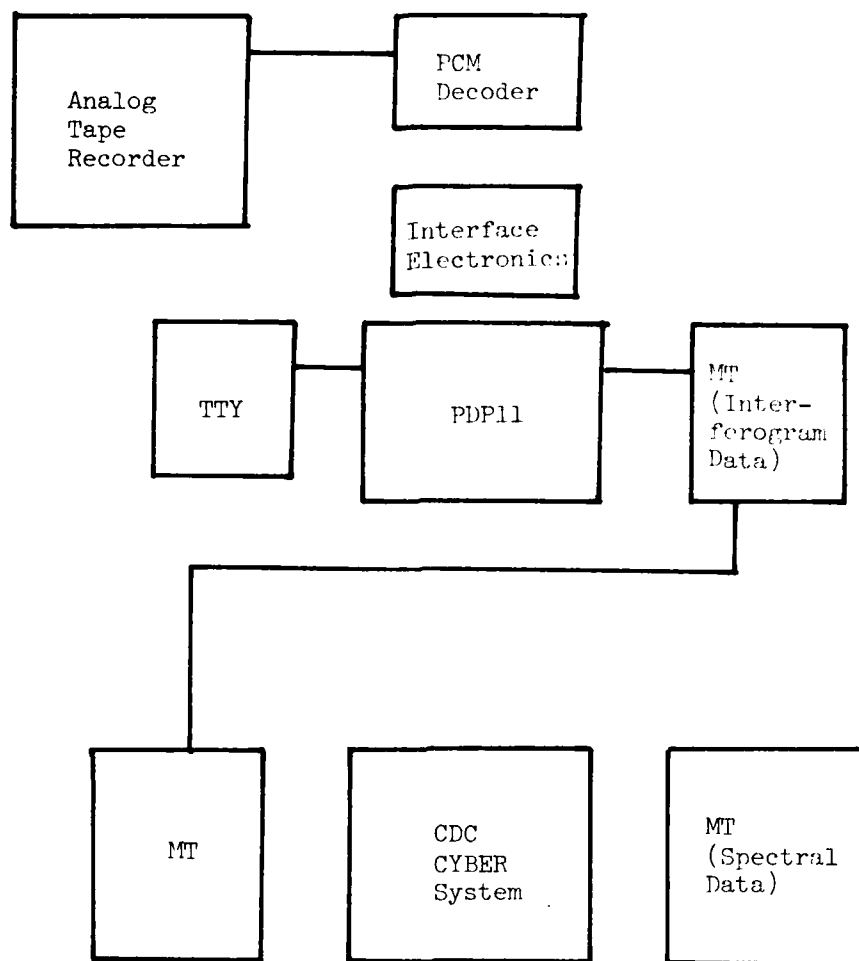 Analog
Tape
Recorder
PCM
Decoder
Interface
Electronics
TTY
PDP11
MT
(Inter-
ferogram
Data)
MT
CDC
CYBER
System
MT
(Spectral
Data)